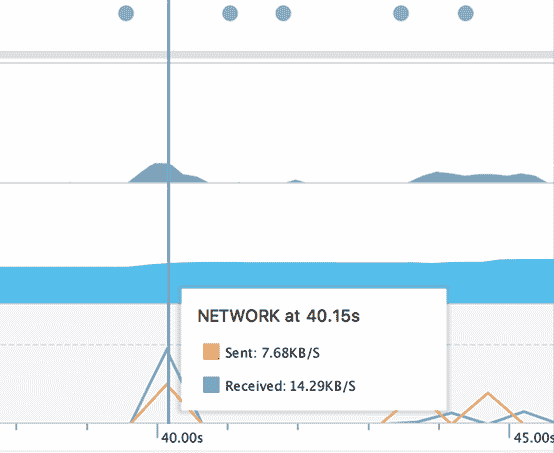 NETWORK at 40.15s
Sent: 7.68KB/S
Received: 14.29KB/S
40.00s
45.00s